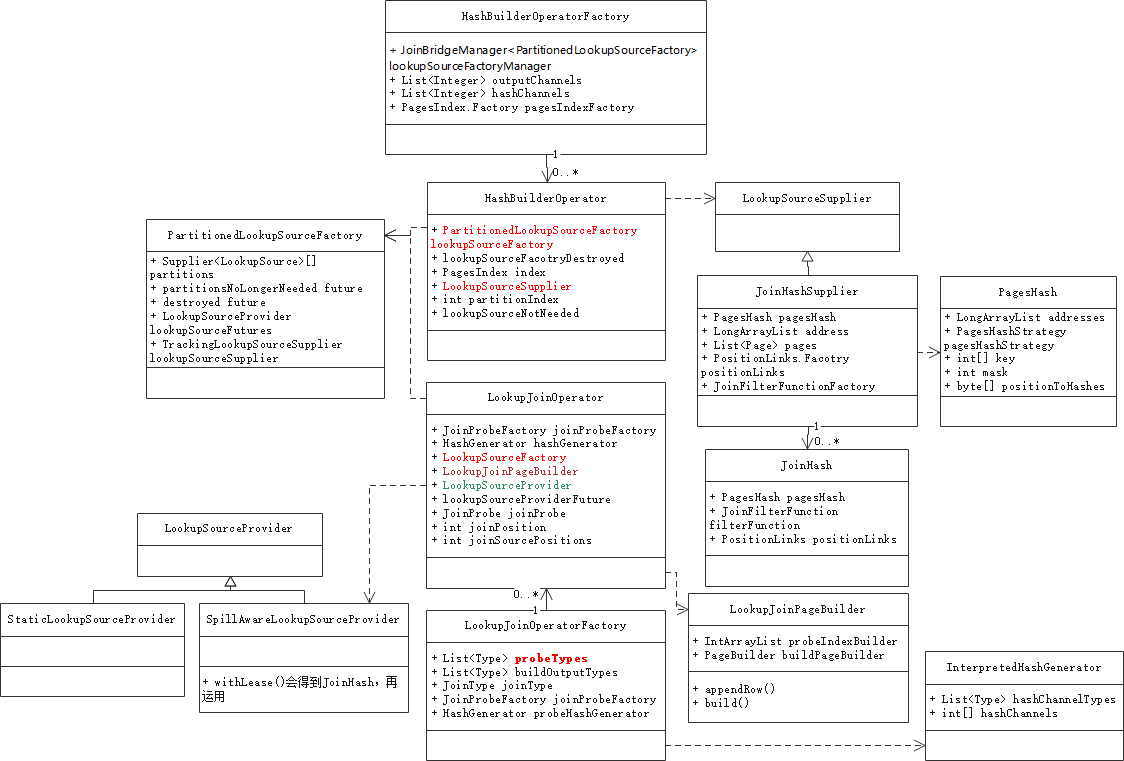 HashBuilderOperatorFactory
+ JoinBridgeManager<PartitionedLookupSourceFactory>
lookupSourceFactoryManager
+ List<Integer> outputChannels
+ List<Integer> hashChannels
+ PagesIndex.Factory pagesIndexFactory
1
0..*
HashBuilderOperator
+ PartitionedLookupSourceFactory
lookupSourceFactory
+ lookupSourceFacotryDestroyed
+ PagesIndex index
+ LookupSourceSupplier
+ int partitionIndex
+ lookupSourceNotNeeded
LookupSourceSupplier
PartitionedLookupSourceFactory
+ Supplier<LookupSource>[]
partitions
+ partitionsNoLongerNeeded future
+ destroyed future
+ LookupSourceProvider
lookupSourceFutures
+ TrackingLookupSourceSupplier
lookupSourceSupplier
JoinHashSupplier
+ PagesHash pagesHash
+ LongArrayList address
+ List<Page> pages
+ PositionLinks.Facotry
positionLinks
+ JoinFilterFunctionFactory
PagesHash
+ LongArrayList addresses
+ PagesHashStrategy
pagesHashStrategy
+ int[] key
+ int mask
+ byte[] positionToHashes
1
0..*
LookupJoinOperator
+ JoinProbeFactory joinProbeFactory
+ HashGenerator hashGenerator
+ LookupSourceFactory
+ LookupJoinPageBuilder
+ LookupSourceProvider
+ lookupSourceProviderFuture
+ JoinProbe joinProbe
+ int joinPosition
+ int joinSourcePositions
JoinHash
+ PagesHash pagesHash
+ JoinFilterFunction
filterFunction
+ PositionLinks positionLinks
LookupSourceProvider
StaticLookupSourceProvider
SpillAwareLookupSourceProvider
+ withLease()会得到JoinHash，再
运用
0..*
1
LookupJoinOperatorFactory
+ List<Type> probeTypes
+ List<Type> buildOutputTypes
+ JoinType joinType
+ JoinProbeFactory joinProbeFactory
+ HashGenerator probeHashGenerator
LookupJoinPageBuilder
+ IntArrayList probeIndexBuilder
+ PageBuilder buildPageBuilder
+ appendRow()
+ build()
InterpretedHashGenerator
+ List<Type> hashChannelTypes
+ int[] hashChannels